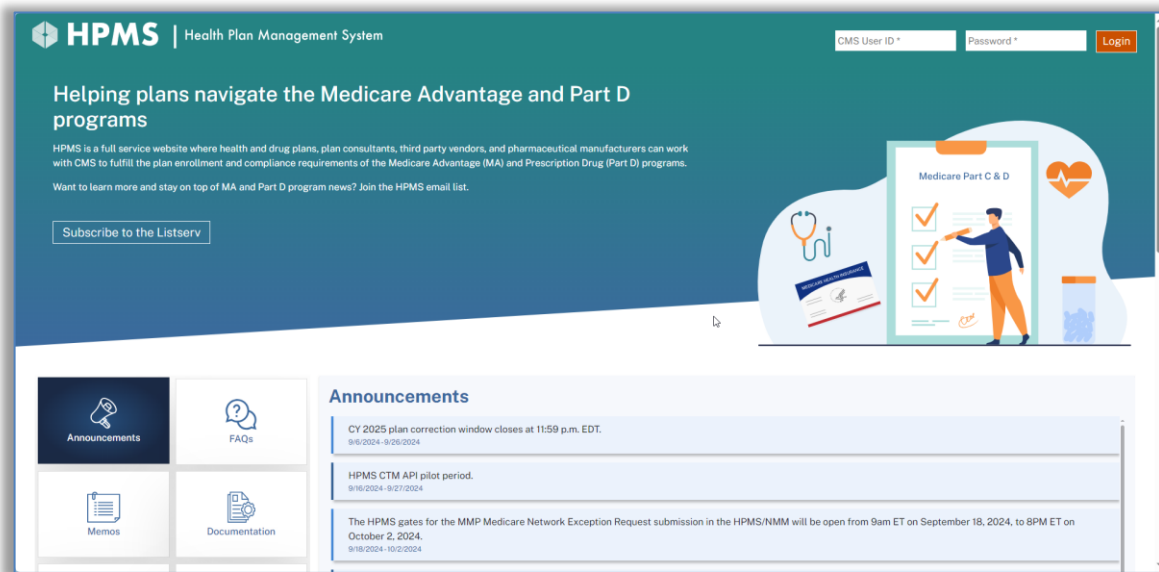 HPMS | Health Plan Management System
CMS User ID *
Password *
Login
Helping plans navigate the Medicare Advantage and Part D
programs
HPMS is a full service website where health and drug plans, plan consultants, third party vendors, and pharmaceutical manufacturers can work
with CMS to fulfill the plan enrollment and compliance requirements of the Medicare Advantage (MA) and Prescription Drug (Part D) programs.
Want to learn more and stay on top of MA and Part D program news? Join the HPMS email list.
Subscribe to the Listserv
Medicare Part C & D
MEDICARE HEALTH INSURANCE
Announcements
FAQs
Memos
Documentation
Announcements
CY 2025 plan correction window closes at 11:59 p.m. EDT.
9/6/2024-9/26/2024
HPMS CTM API pilot period.
9/16/2024-9/27/2024
The HPMS gates for the MMP Medicare Network Exception Request submission in the HPMS/NMM will be open from 9am ET on September 18, 2024, to 8PM ET on
October 2, 2024.
9/18/2024-10/2/2024